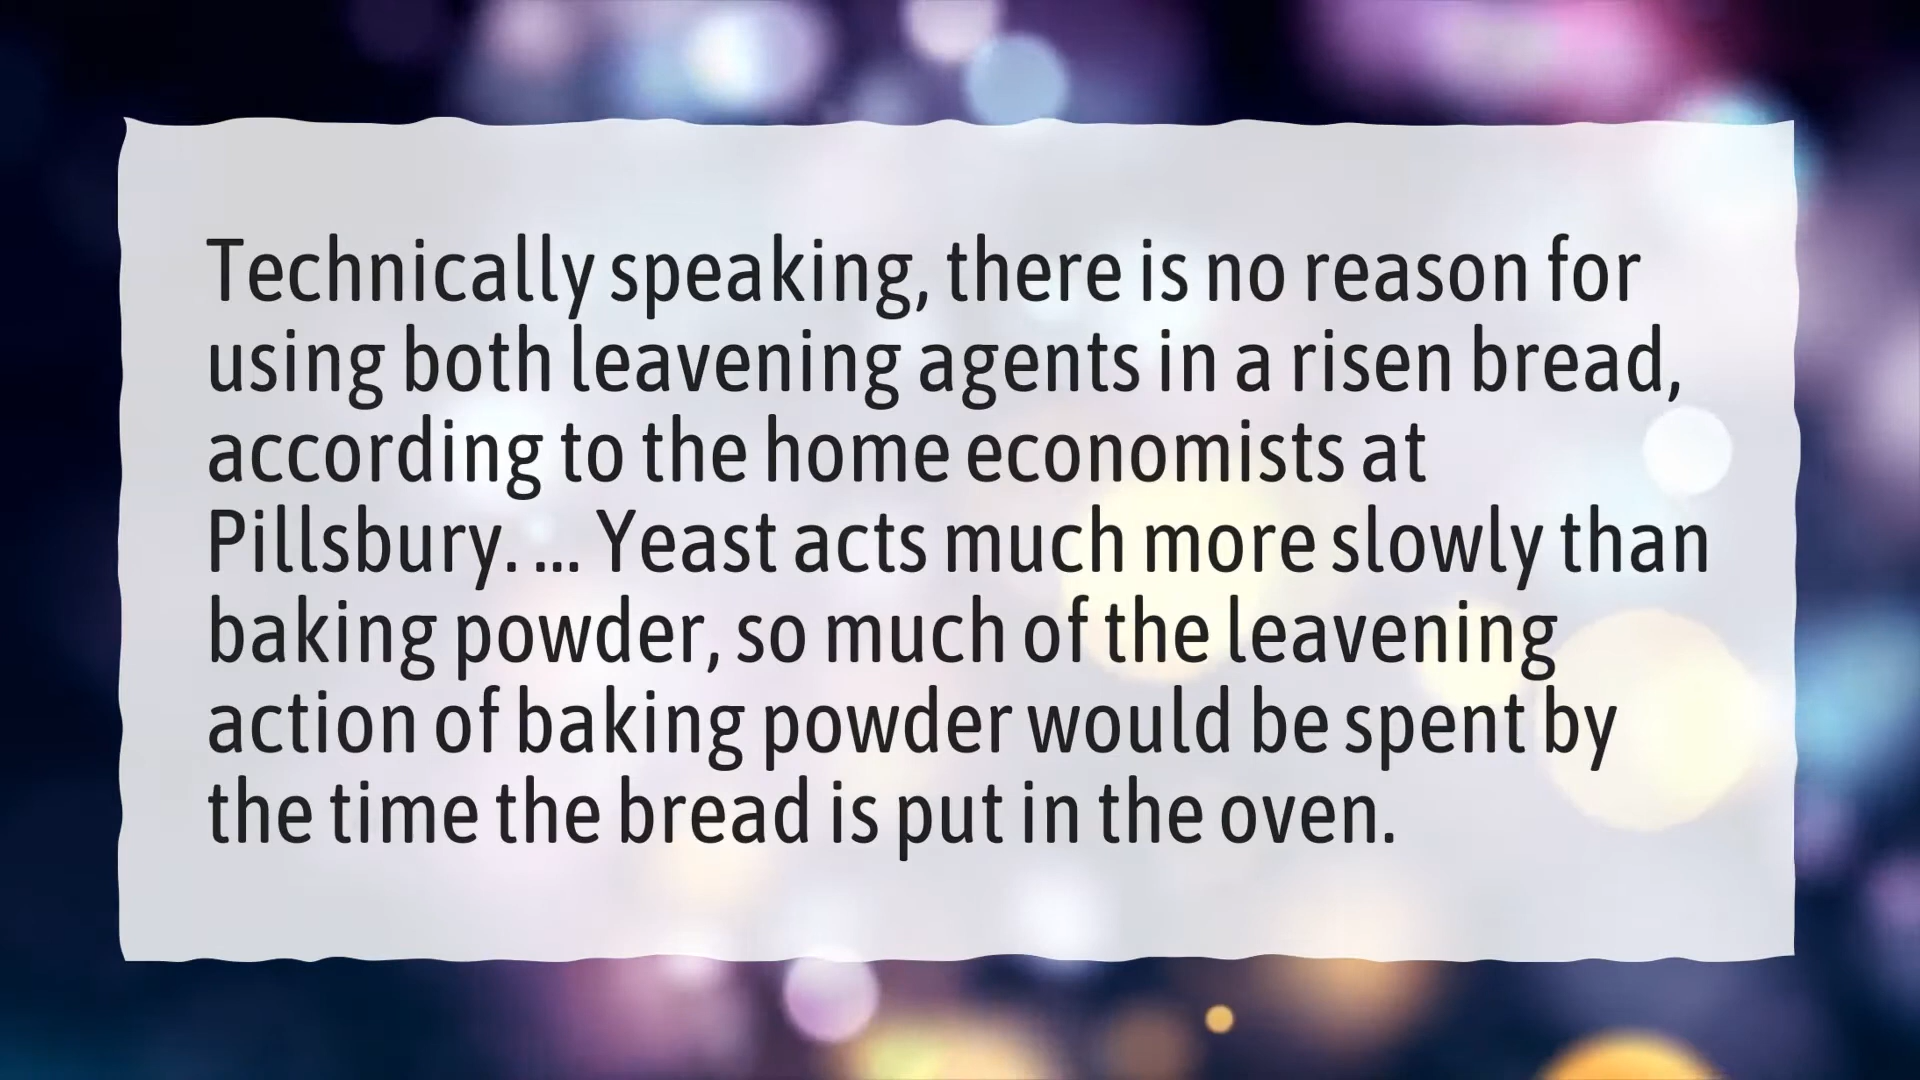 Technically speaking, there is no reason for
using both leavening agents in a risen bread,
according to the home economists at
Pillsbury. ... Yeast acts much more slowly than
baking powder, so much of the leavening
action of baking powder would be spent by
the time the bread is put in the oven.